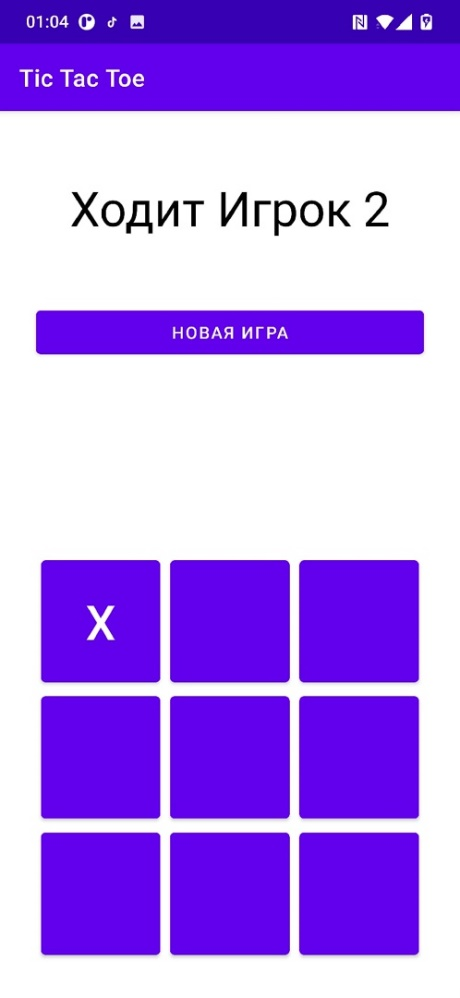 01:04
Tic Tac Toe
Ходит Игрок 2
НОВАЯ ИГРА
X